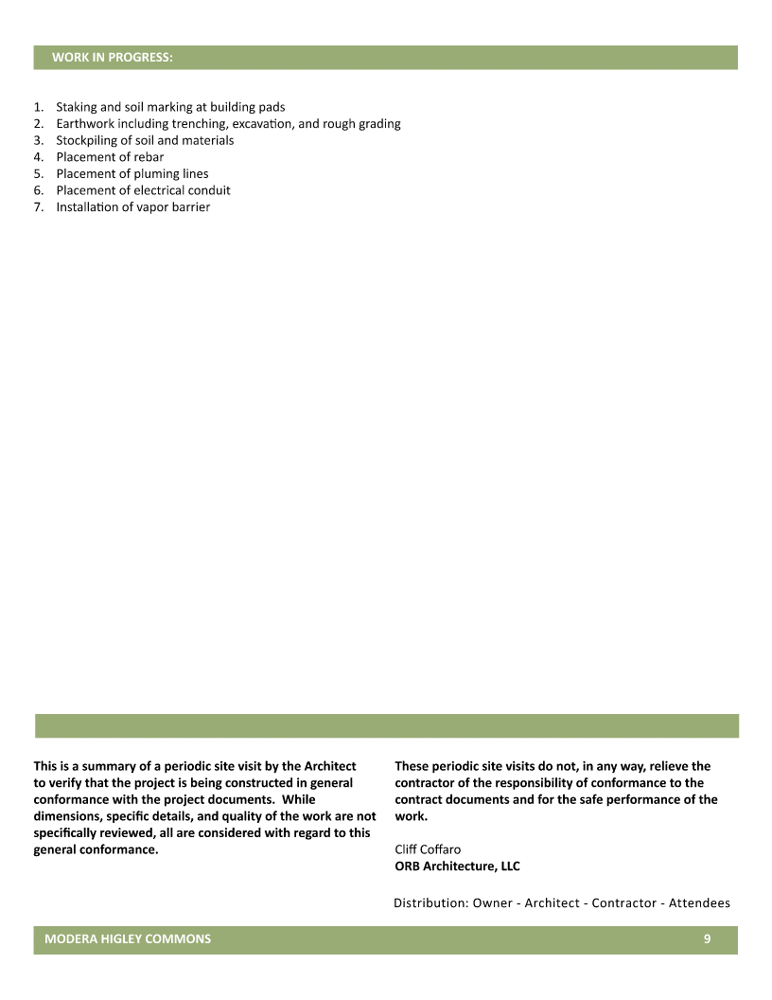 WORK IN PROGRESS:
1. Staking and soil marking at building pads
2. Earthwork including trenching, excavation, and rough grading
3. Stockpiling of soil and materials
4. Placement of rebar
5. Placement of pluming lines
6. Placement of electrical conduit
7. Installation of vapor barrier
This is a summary of a periodic site visit by the Architect
to verify that the project is being constructed in general
conformance with the project documents.  While
dimensions, specific details, and quality of the work are not
specifically reviewed, all are considered with regard to this
general conformance.
These periodic site visits do not, in any way, relieve the
contractor of the responsibility of conformance to the
contract documents and for the safe performance of the
work.
Cliff Coffaro
ORB Architecture, LLC
Distribution: Owner - Architect - Contractor - Attendees
MODERA HIGLEY COMMONS 9